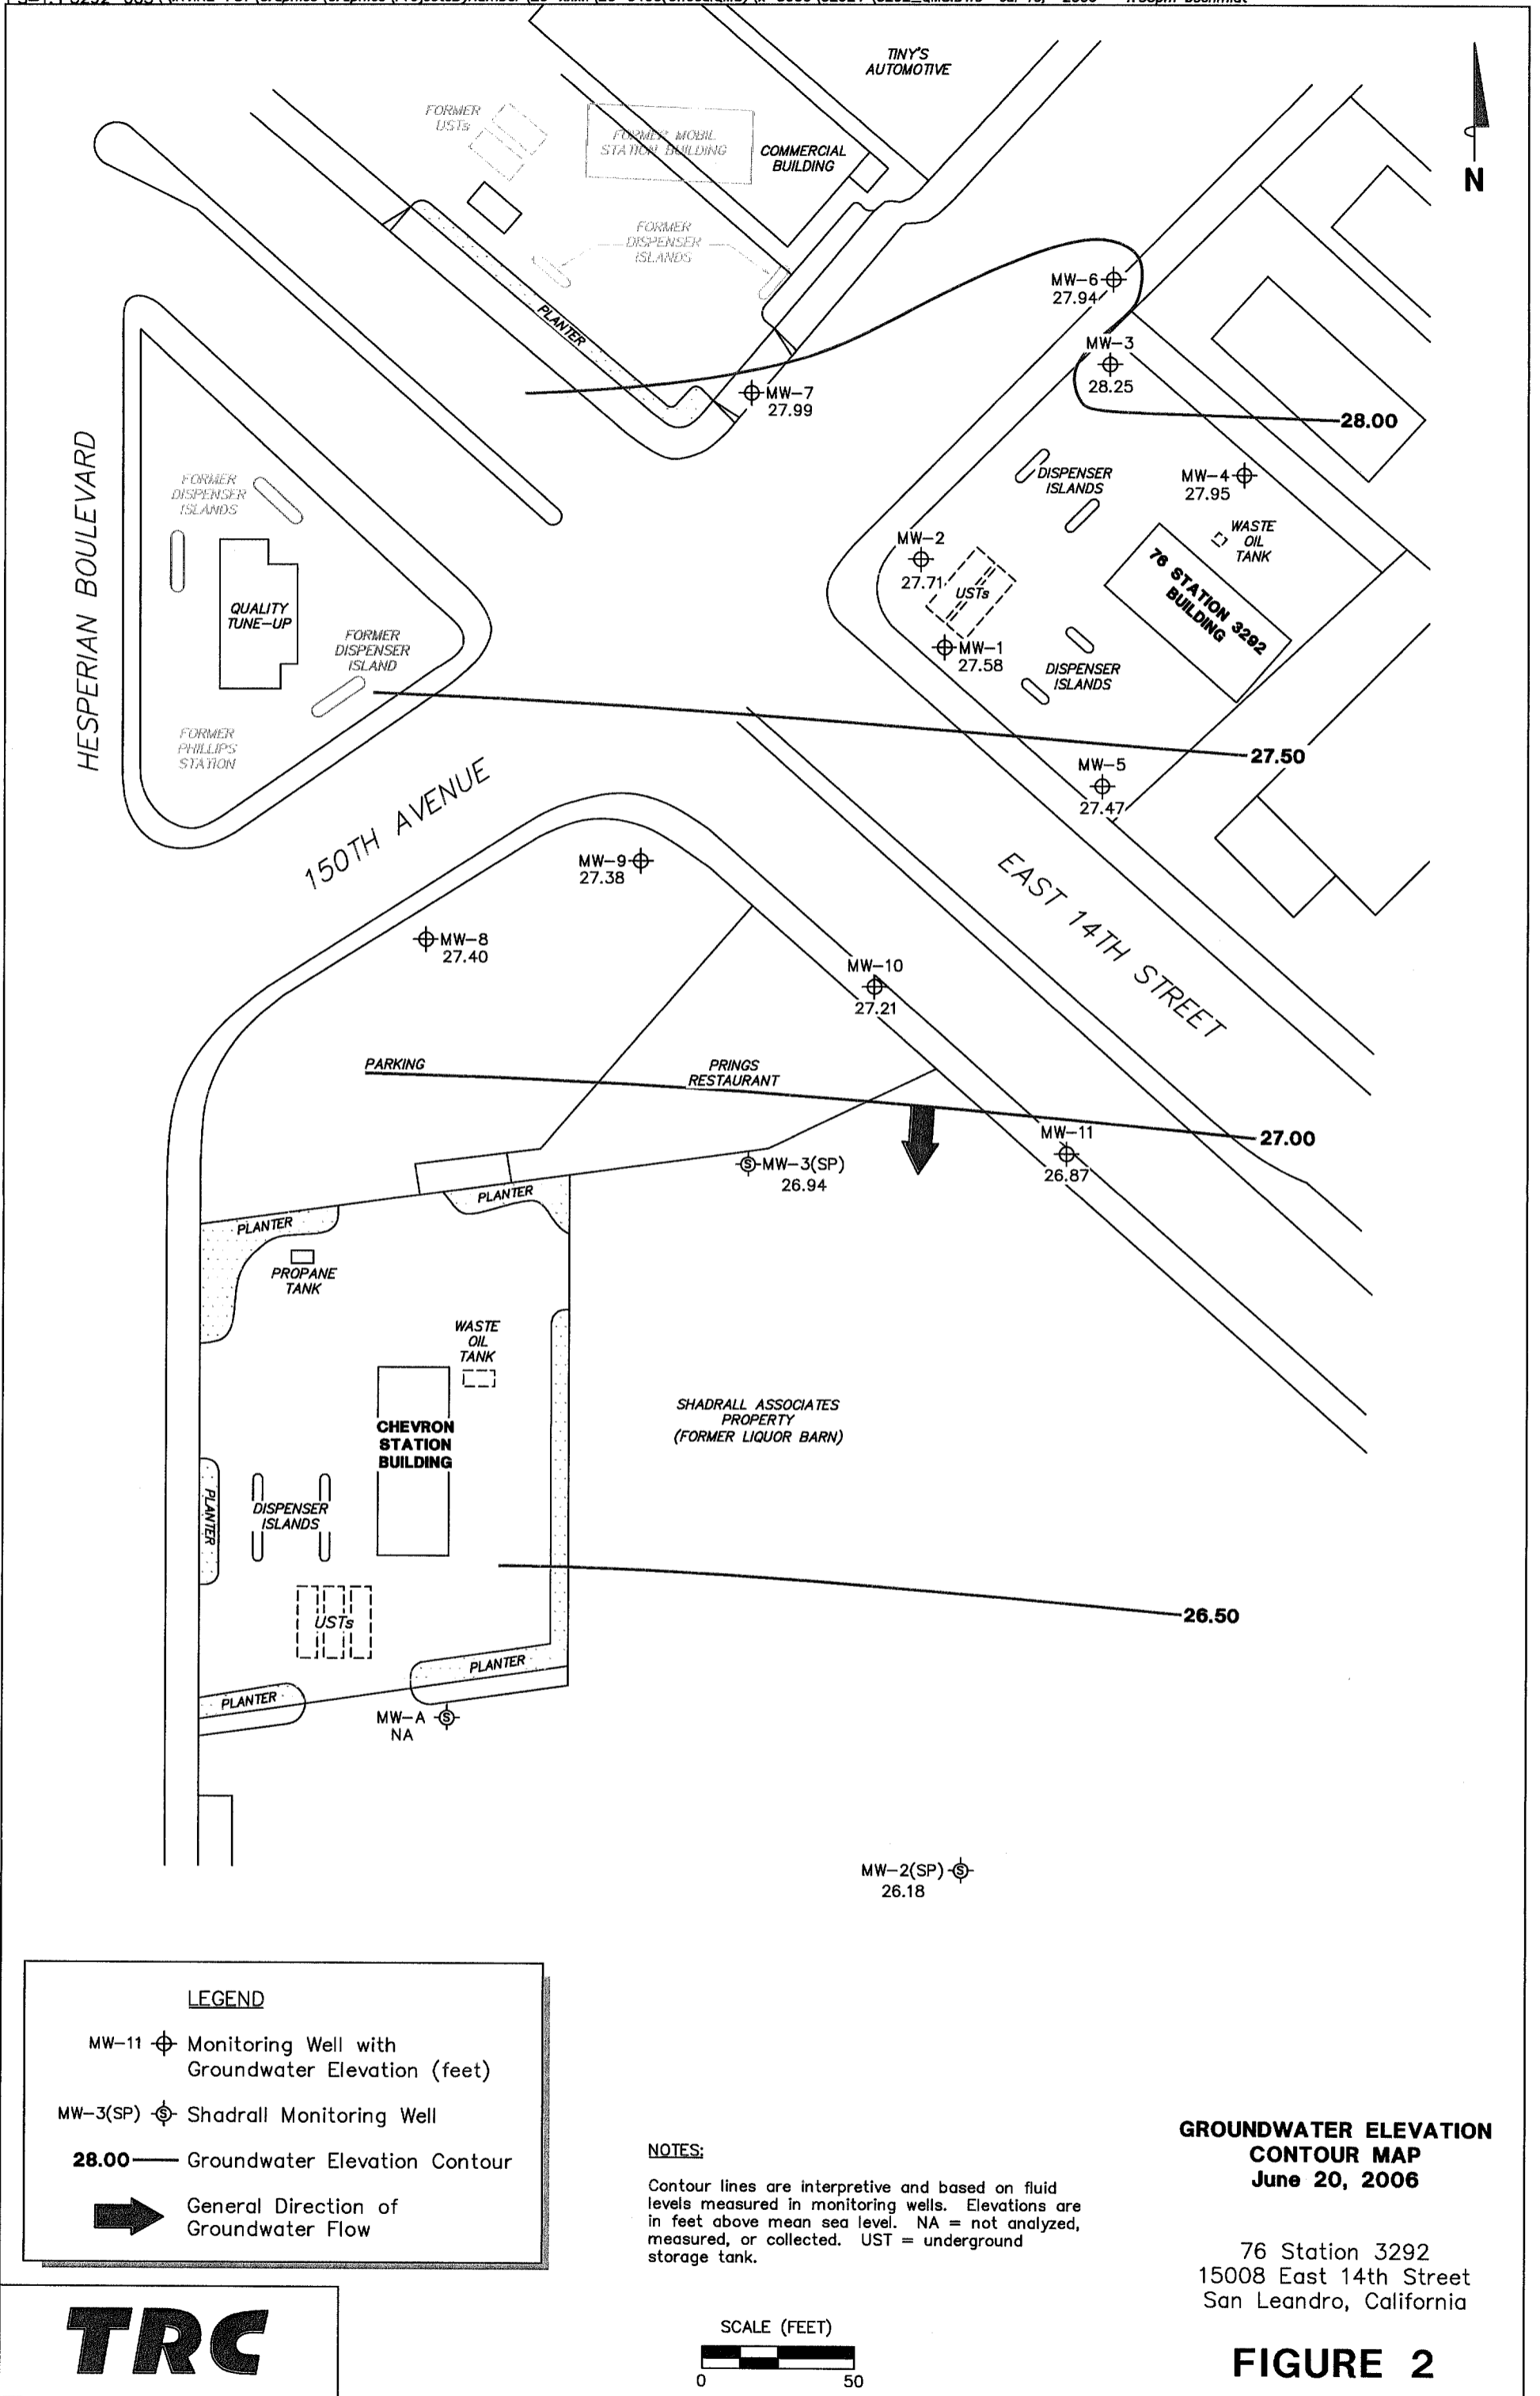 TINY'S
AUTOMOTIVE
FORMER
USTs
FORMER MOBIL
STATION BUILDING
COMMERCIAL
BUILDING
N
FORMER
DISPENSER
ISLANDS
PLANTER
MW-6
27.94
MW-3
28.25
MW-7
27.99
28.00
HESPERIAN BOULEVARD
FORMER
DISPENSER
ISLANDS
DISPENSER
ISLANDS
MW-4
27.95
WASTE
OIL
TANK
MW-2
27.71
USTs
76 STATION 3292
BUILDING
QUALITY
TUNE-UP
FORMER
DISPENSER
ISLAND
MW-1
27.58
DISPENSER
ISLANDS
FORMER
PHILLIPS
STATION
27.50
MW-5
27.47
150TH AVENUE
MW-9
27.38
EAST 14TH STREET
MW-8
27.40
MW-10
27.21
PARKING
PRINGS
RESTAURANT
27.00
MW-11
26.87
MW-3(SP)
26.94
S
PLANTER
PLANTER
PROPANE
TANK
WASTE
OIL
TANK
CHEVRON
STATION
BUILDING
SHADRALL ASSOCIATES
PROPERTY
(FORMER LIQUOR BARN)
PLANTER
DISPENSER
ISLANDS
USTs
26.50
PLANTER
PLANTER
MW-A
NA
S
MW-2(SP)
26.18
S
LEGEND
MW-11 Monitoring Well with
Groundwater Elevation (feet)
MW-3(SP) S Shadrall Monitoring Well
28.00 Groundwater Elevation Contour
General Direction of
Groundwater Flow
NOTES:
Contour lines are interpretive and based on fluid
levels measured in monitoring wells. Elevations are
in feet above mean sea level. NA = not analyzed,
measured, or collected. UST = underground
storage tank.
SCALE (FEET)
0 50
GROUNDWATER ELEVATION
CONTOUR MAP
June 20, 2006
76 Station 3292
15008 East 14th Street
San Leandro, California
FIGURE 2
TRC